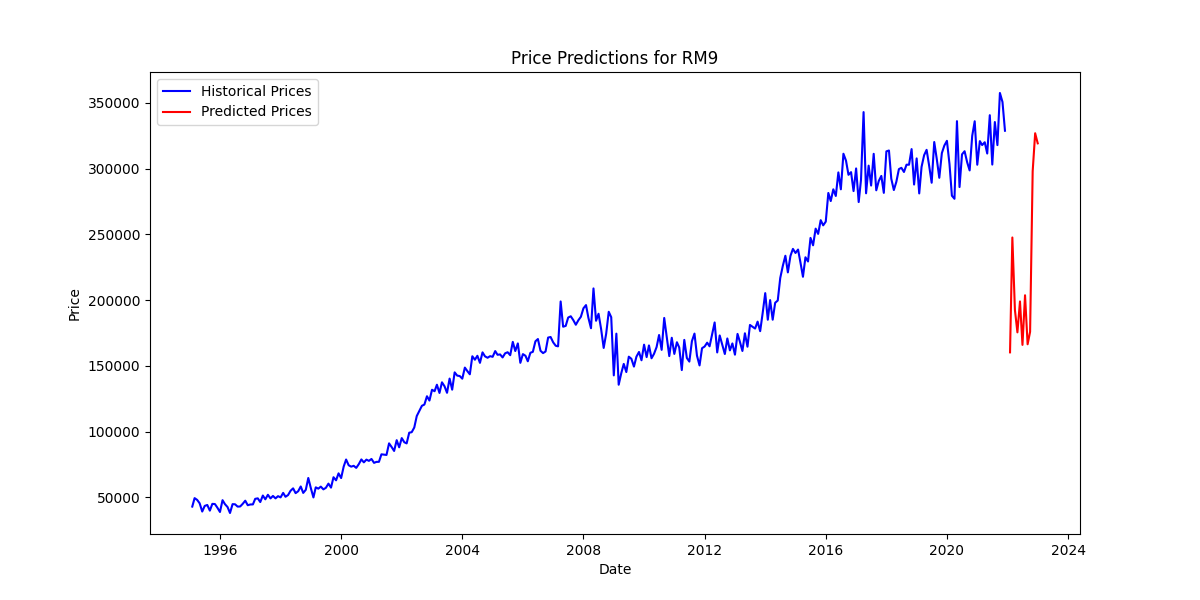 Price Predictions for RM9
Historical Prices
Predicted Prices
Price
350000
300000
250000
200000
150000
100000
50000
1996 2000 2004 2008 2012 2016 2020 2024
Date